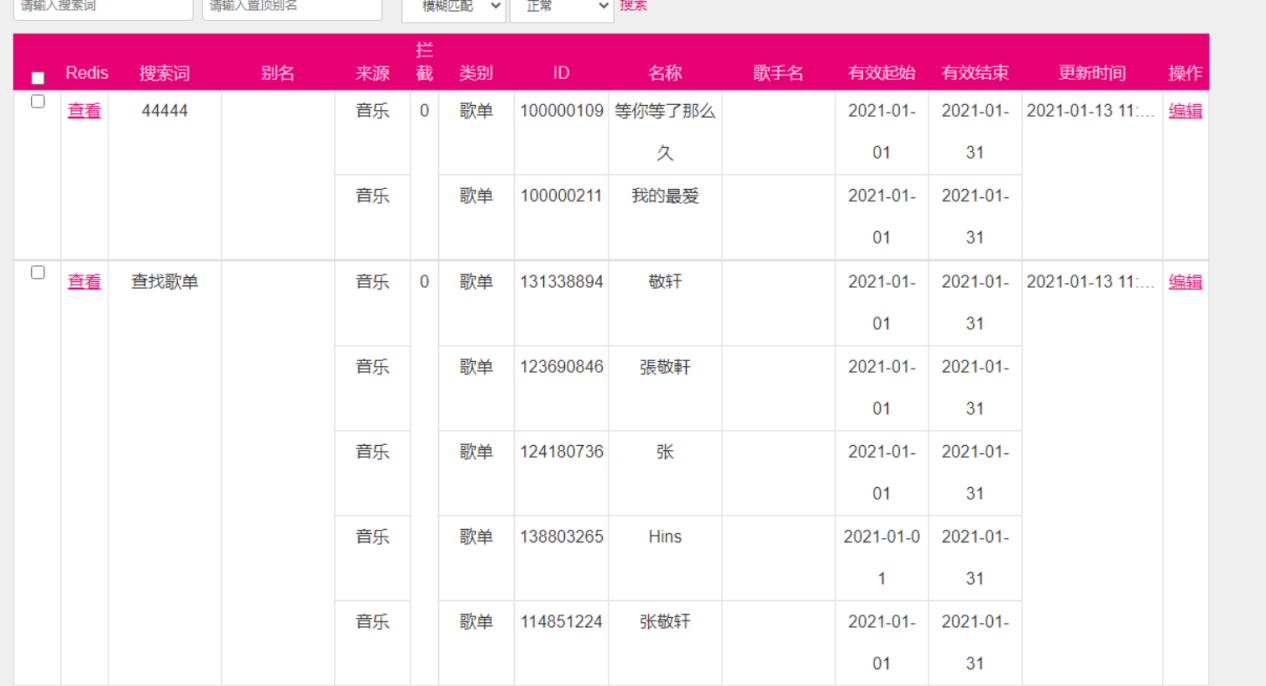 请输入搜索词 请输入置顶别名 模糊匹配 正常 搜索
Redis 搜索词 别名 来源 拦截 类别 ID 名称 歌手名 有效起始 有效结束 更新时间 操作
查看 44444 音乐 0 歌单 100000109 等你等了那么 2021-01- 2021-01- 2021-01-13 11:... 编辑
久 01 31
音乐 歌单 100000211 我的最爱 2021-01- 2021-01-
01 31
查看 查找歌单 音乐 0 歌单 131338894 敬轩 2021-01- 2021-01- 2021-01-13 11:... 编辑
01 31
音乐 歌单 123690846 張敬軒 2021-01- 2021-01-
01 31
音乐 歌单 124180736 张 2021-01- 2021-01-
01 31
音乐 歌单 138803265 Hins 2021-01-0 2021-01-
1 31
音乐 歌单 114851224 张敬轩 2021-01- 2021-01-
01 31